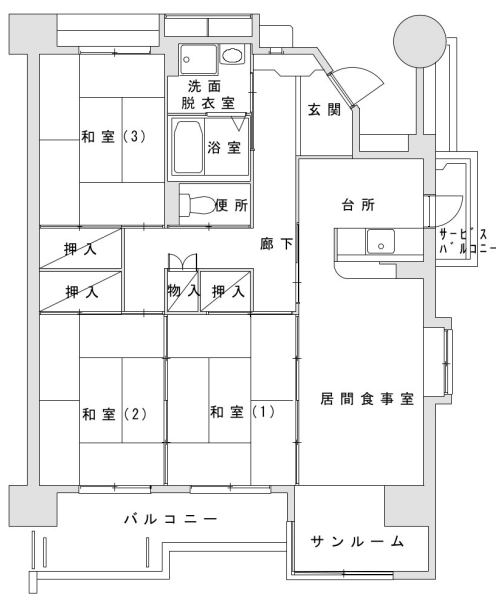 洗面
脱衣室
玄関
和室(3)
浴室
便所
台所
サービス
バルコニー
廊下
押入
押入
物入
押入
居間食事室
和室(2)
和室(1)
バルコニー
サンルーム